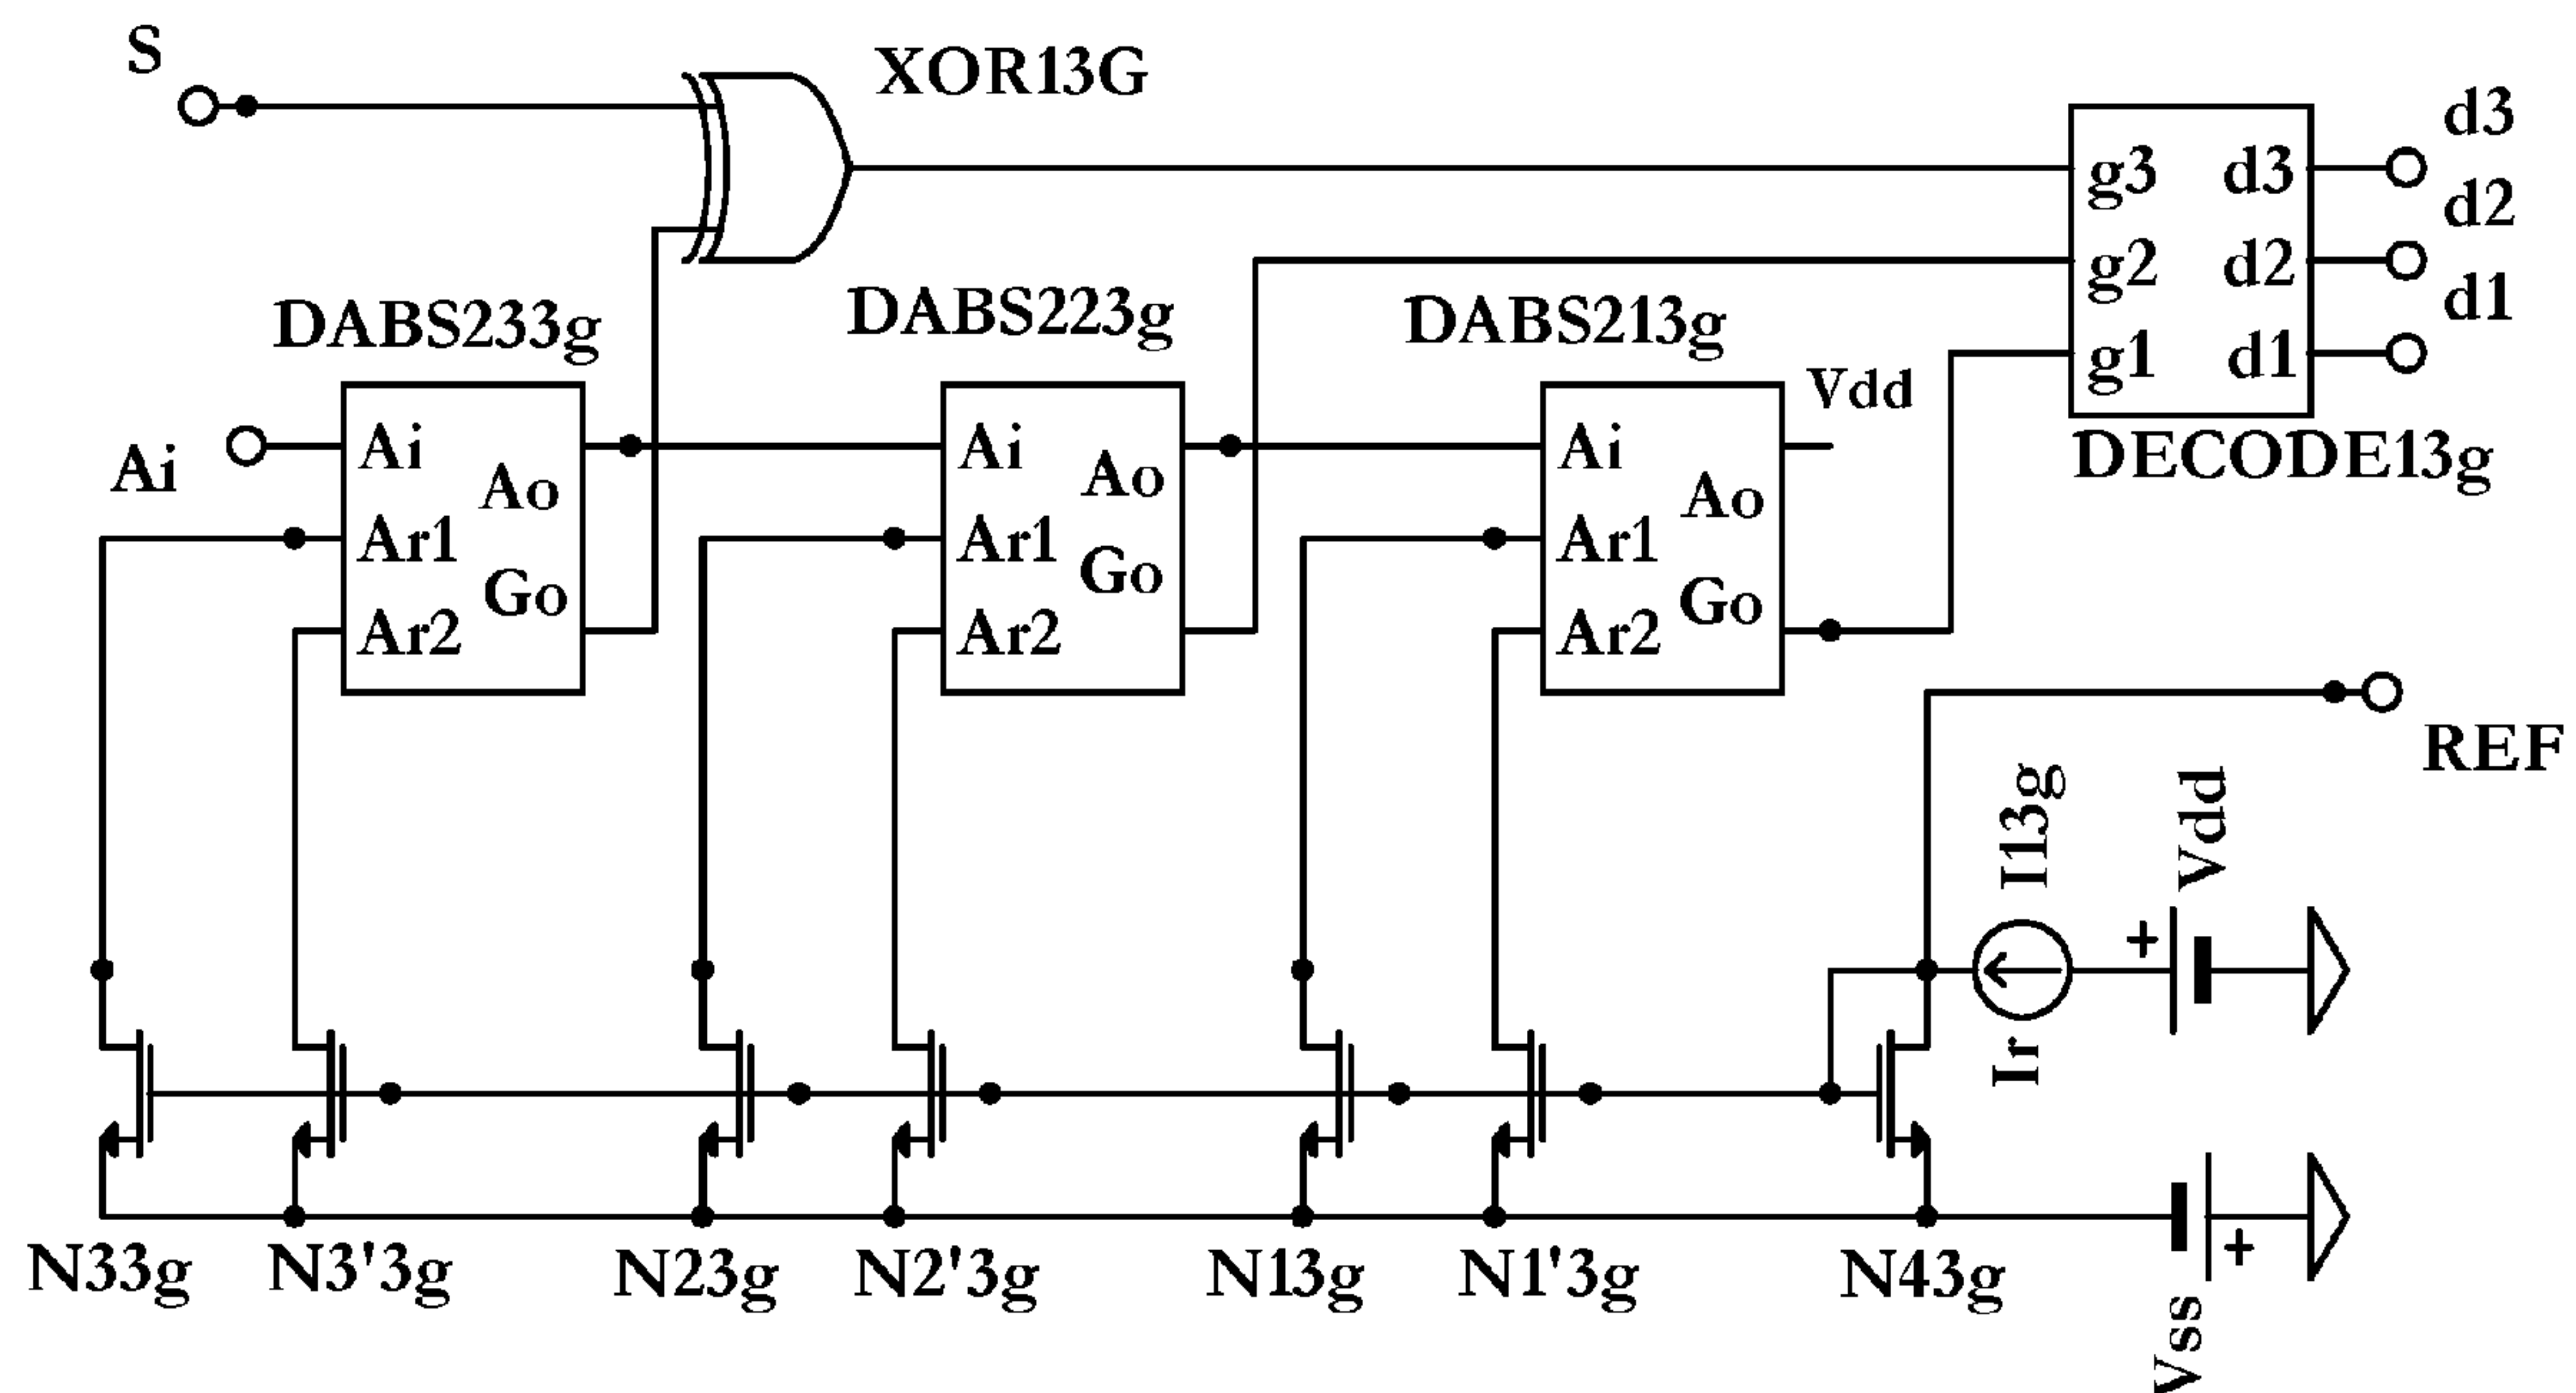 S
XOR13G
d3
d2
d1
g3 d3
g2 d2
g1 d1
DECODE13g
DABS233g
DABS223g
DABS213g
Vdd
Ai
Ai
Ar1
Ar2
Ao
Go
Ai
Ar1
Ar2
Ao
Go
Ai
Ar1
Ar2
Ao
Go
REF
I13g
Ir
Vdd
+
N33g
N3'3g
N23g
N2'3g
N13g
N1'3g
N43g
+
Vss